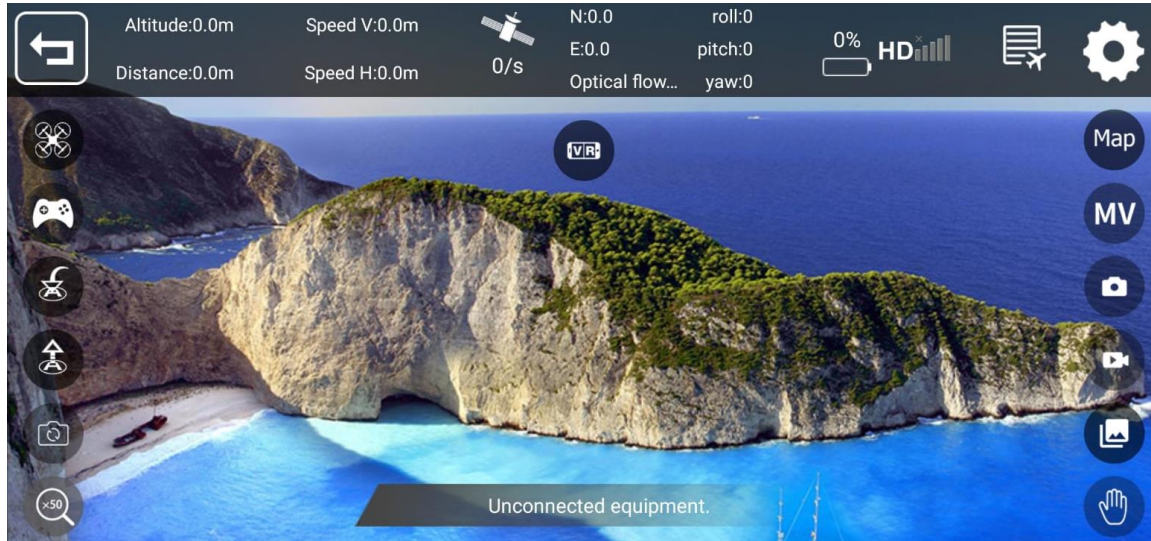 Altitude:0.0m
Speed V:0.0m
N:0.0
roll:0
0/s
E:0.0
pitch:0
0%
HD
Distance:0.0m
Speed H:0.0m
Optical flow...
yaw:0
VR
Map
MV
×50
Unconnected equipment.